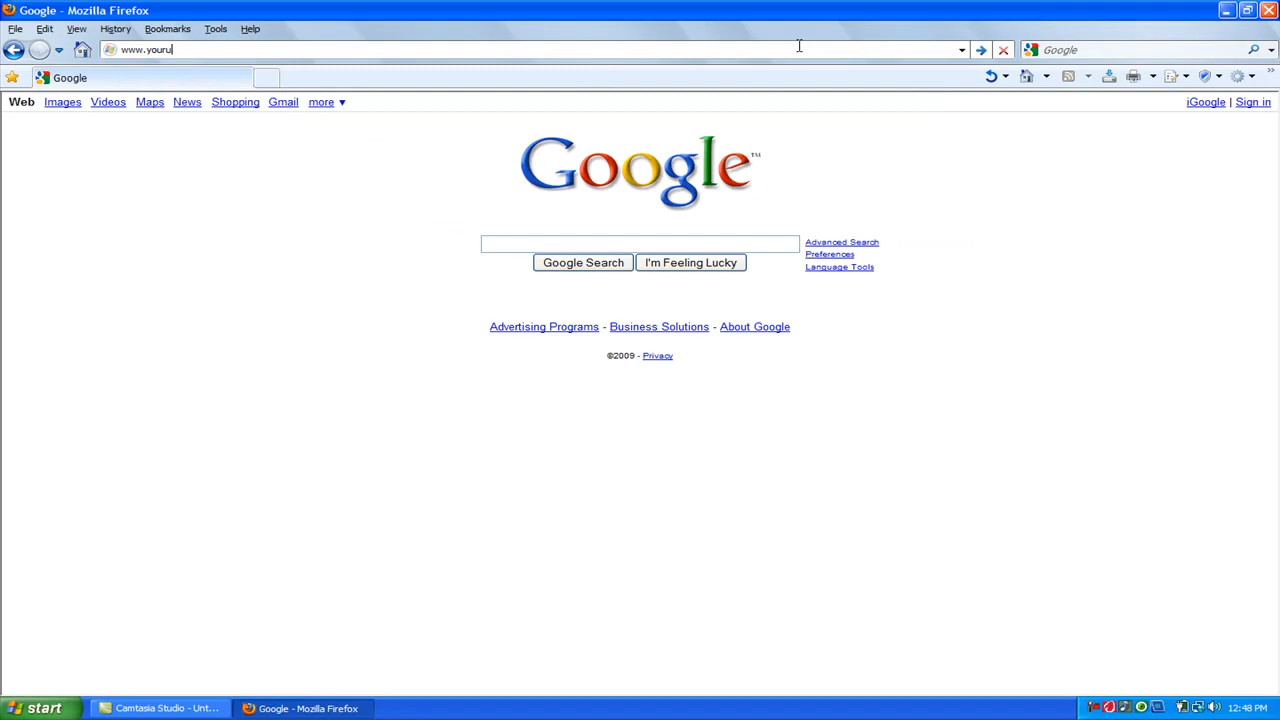 Google - Mozilla Firefox
File Edit View History Bookmarks Tools Help
www.youru
Google
Google
Web Images Videos Maps News Shopping Gmail more ▼
iGoogle | Sign in
Google™
Advanced Search
Preferences
Language Tools
Google Search I'm Feeling Lucky
Advertising Programs - Business Solutions - About Google
©2009 - Privacy
start Camtasia Studio - Unt... Google - Mozilla Firefox 12:48 PM